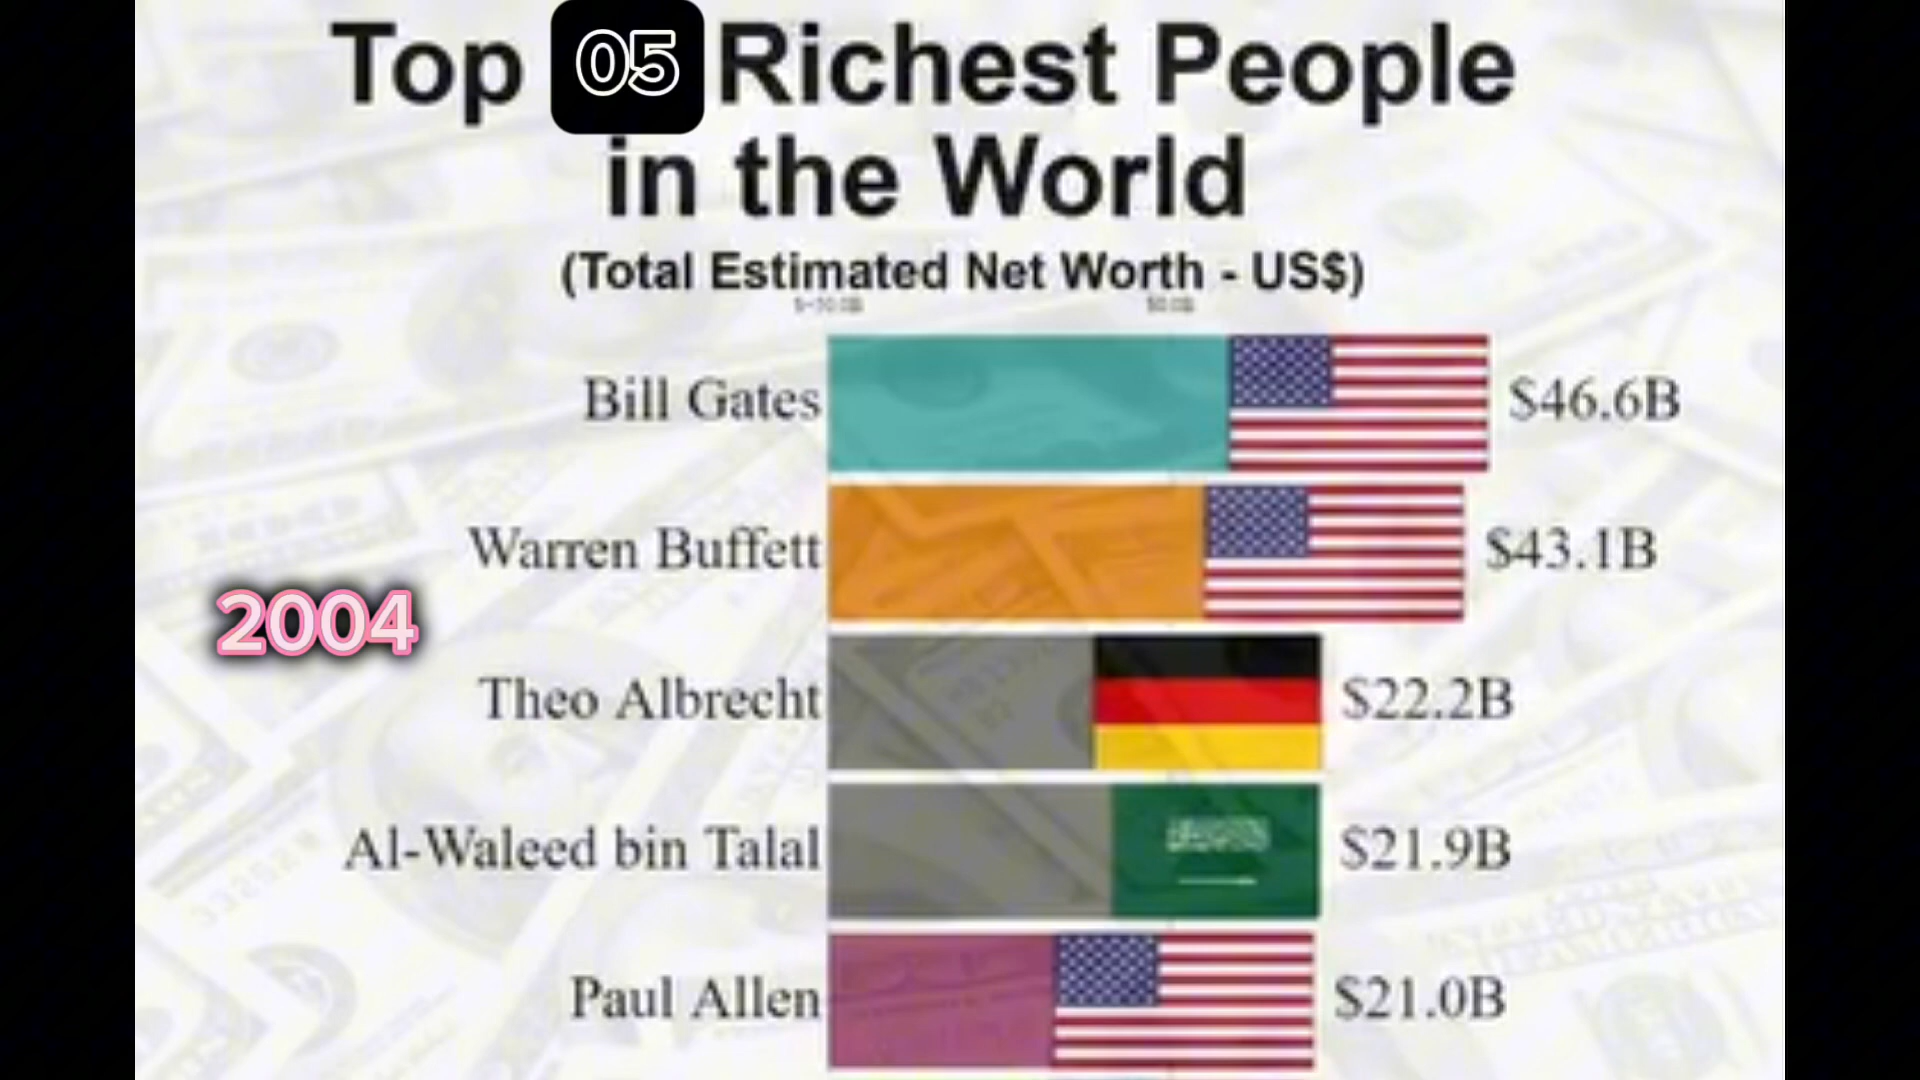 Top 05 Richest People
in the World
(Total Estimated Net Worth - US$)
Bill Gates $46.6B
Warren Buffett $43.1B
2004
Theo Albrecht $22.2B
Al-Waleed bin Talal $21.9B
Paul Allen $21.0B